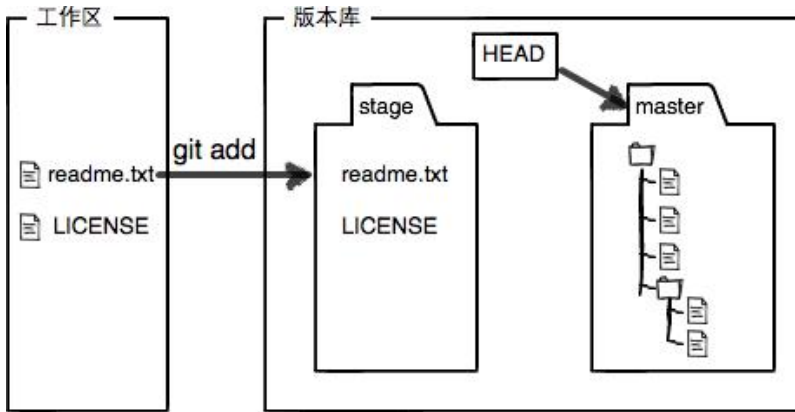 工作区
版本库
HEAD
stage
master
git add
readme.txt
readme.txt
LICENSE
LICENSE